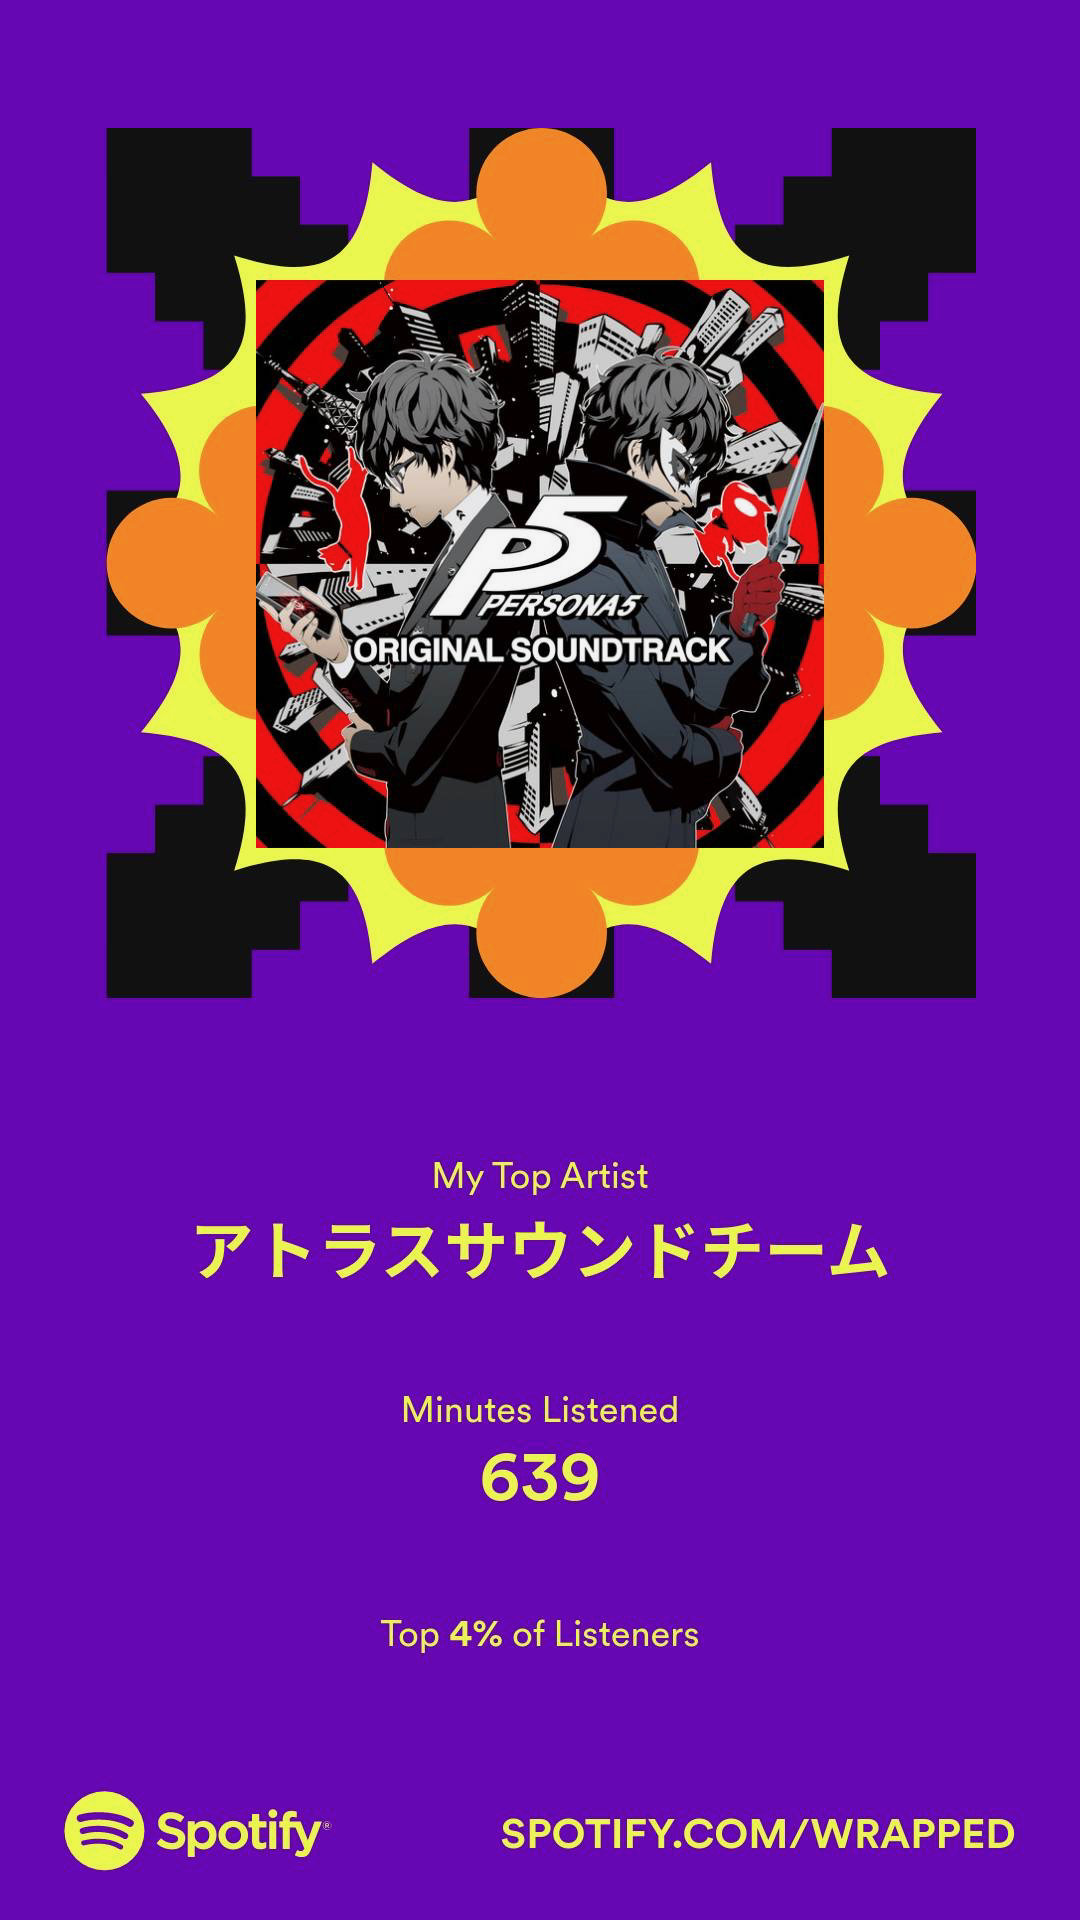 P5
PERSONA5
ORIGINAL SOUNDTRACK
My Top Artist
アトラスサウンドチーム
Minutes Listened
639
Top 4% of Listeners
Spotify®
SPOTIFY.COM/WRAPPED